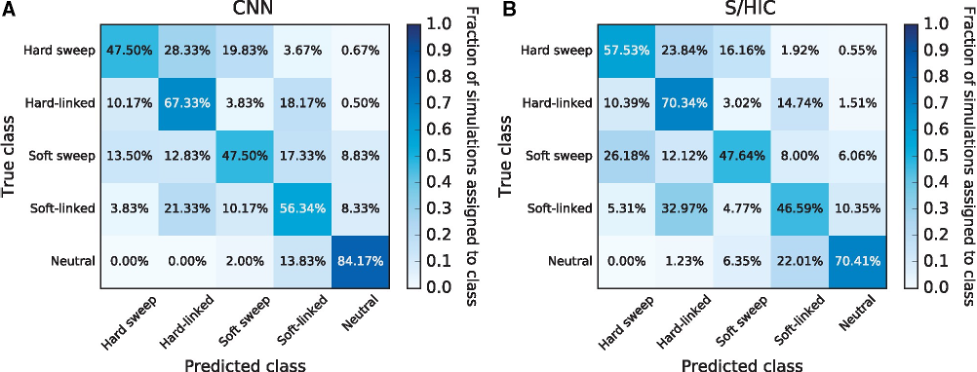 A
CNN
True class
Hard sweep 47.50% 28.33% 19.83% 3.67% 0.67%
Hard-linked 10.17% 67.33% 3.83% 18.17% 0.50%
Soft sweep 13.50% 12.83% 47.50% 17.33% 8.83%
Soft-linked 3.83% 21.33% 10.17% 56.34% 8.33%
Neutral 0.00% 0.00% 2.00% 13.83% 84.17%
Hard sweep Hard-linked Soft sweep Soft-linked Neutral
Predicted class
1.0
0.9
0.8
0.7
0.6
0.5
0.4
0.3
0.2
0.1
0.0
Fraction of simulations assigned to class
B
S/HIC
True class
Hard sweep 57.53% 23.84% 16.16% 1.92% 0.55%
Hard-linked 10.39% 70.34% 3.02% 14.74% 1.51%
Soft sweep 26.18% 12.12% 47.64% 8.00% 6.06%
Soft-linked 5.31% 32.97% 4.77% 46.59% 10.35%
Neutral 0.00% 1.23% 6.35% 22.01% 70.41%
Hard sweep Hard-linked Soft sweep Soft-linked Neutral
Predicted class
1.0
0.9
0.8
0.7
0.6
0.5
0.4
0.3
0.2
0.1
0.0
Fraction of simulations assigned to class